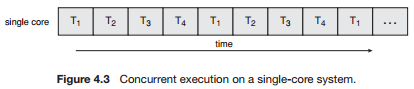 single core T1 T2 T3 T4 T1 T2 T3 T4 T1 ...
time
Figure 4.3 Concurrent execution on a single-core system.